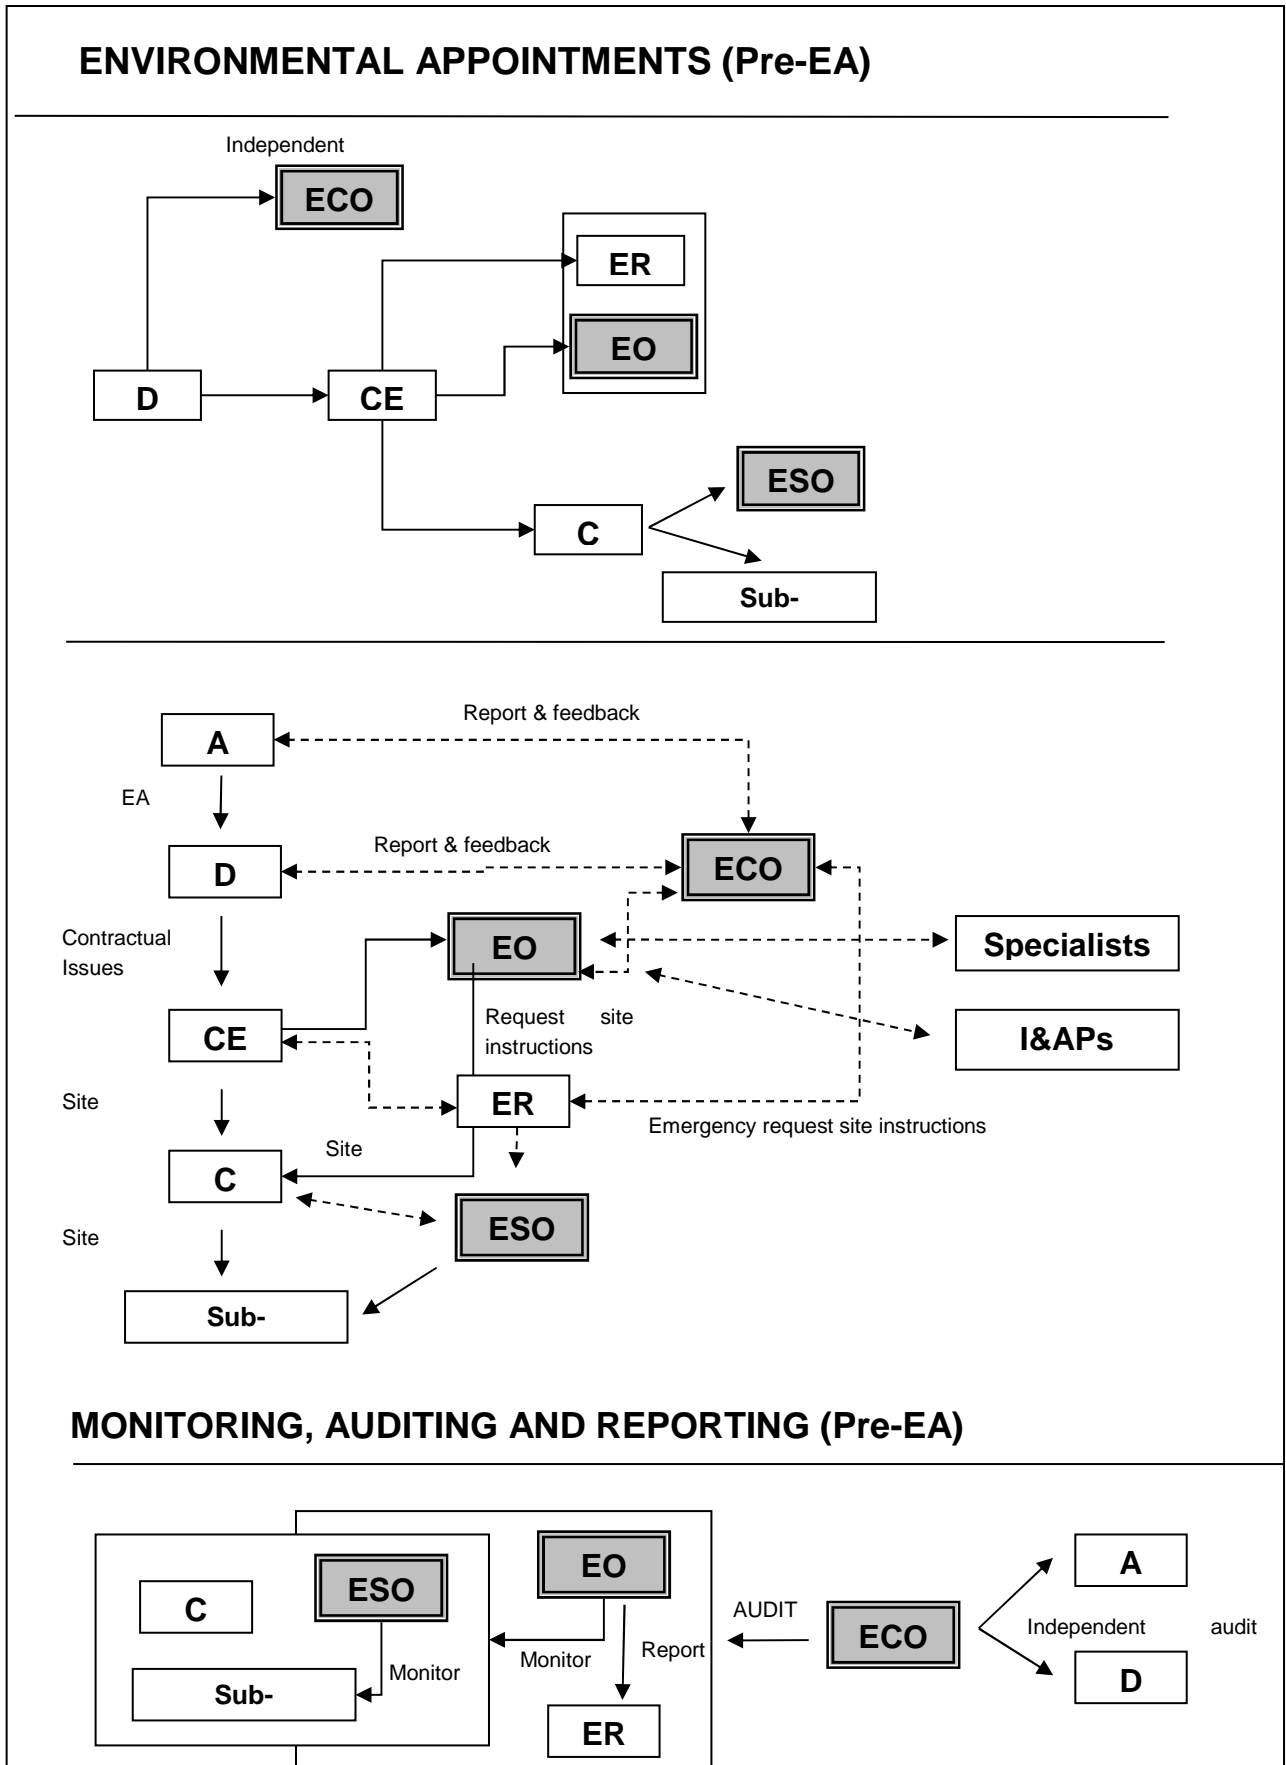 ENVIRONMENTAL APPOINTMENTS (Pre-EA)
Independent
ECO
ER
EO
D
CE
ESO
C
Sub-
Report & feedback
A
EA
Report & feedback
D
ECO
Contractual
Issues
EO
Specialists
Request site
instructions
CE
I&APs
Site
ER
Emergency request site instructions
Site
C
ESO
Site
Sub-
MONITORING, AUDITING AND REPORTING (Pre-EA)
EO
A
ESO
C
AUDIT
ECO
Independent audit
Report
Monitor
Monitor
Sub-
D
ER